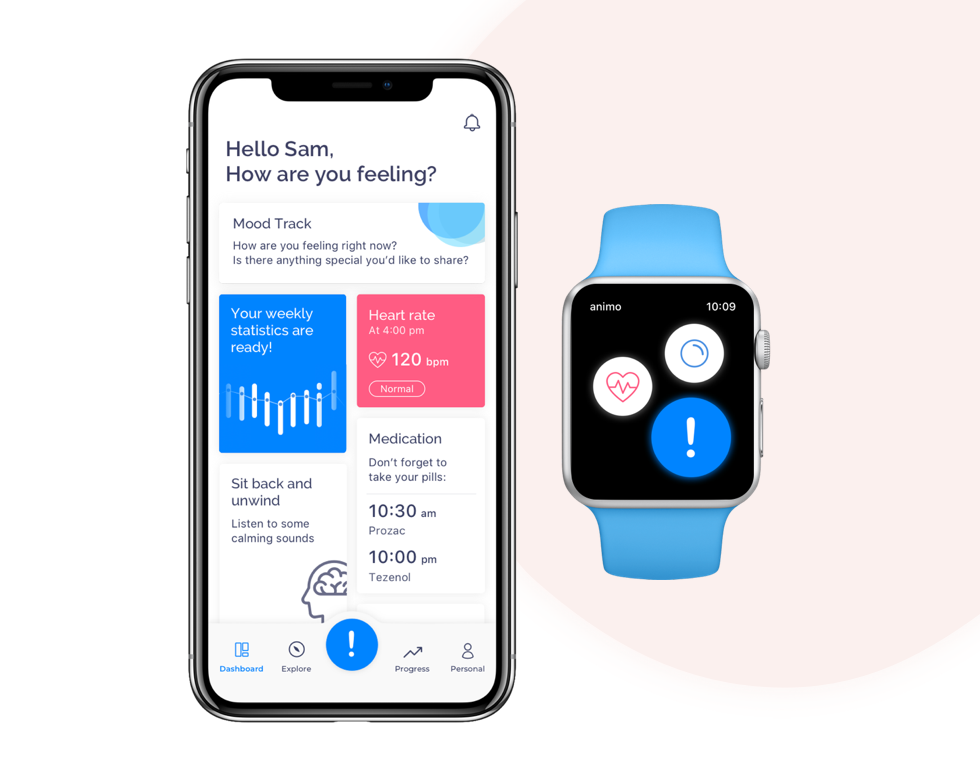 Hello Sam,
How are you feeling?
Mood Track
How are you feeling right now?
Is there anything special you'd like to share?
Your weekly
statistics are
ready!
Heart rate
At 4:00 pm
120 bpm
Normal
Medication
Don't forget to
take your pills:
10:30 am
Prozac
10:00 pm
Tezenol
Sit back and
unwind
Listen to some
calming sounds
!
Dashboard
Explore
Progress
Personal
animo
10:09
!